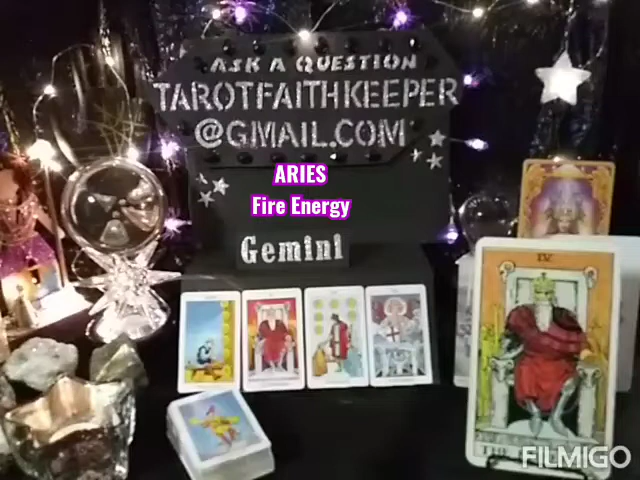 ASK A QUESTION
TAROTFAITHKEEPER
@GMAIL.COM
ARIES
Fire Energy
Gemini
IV
FILMIGO